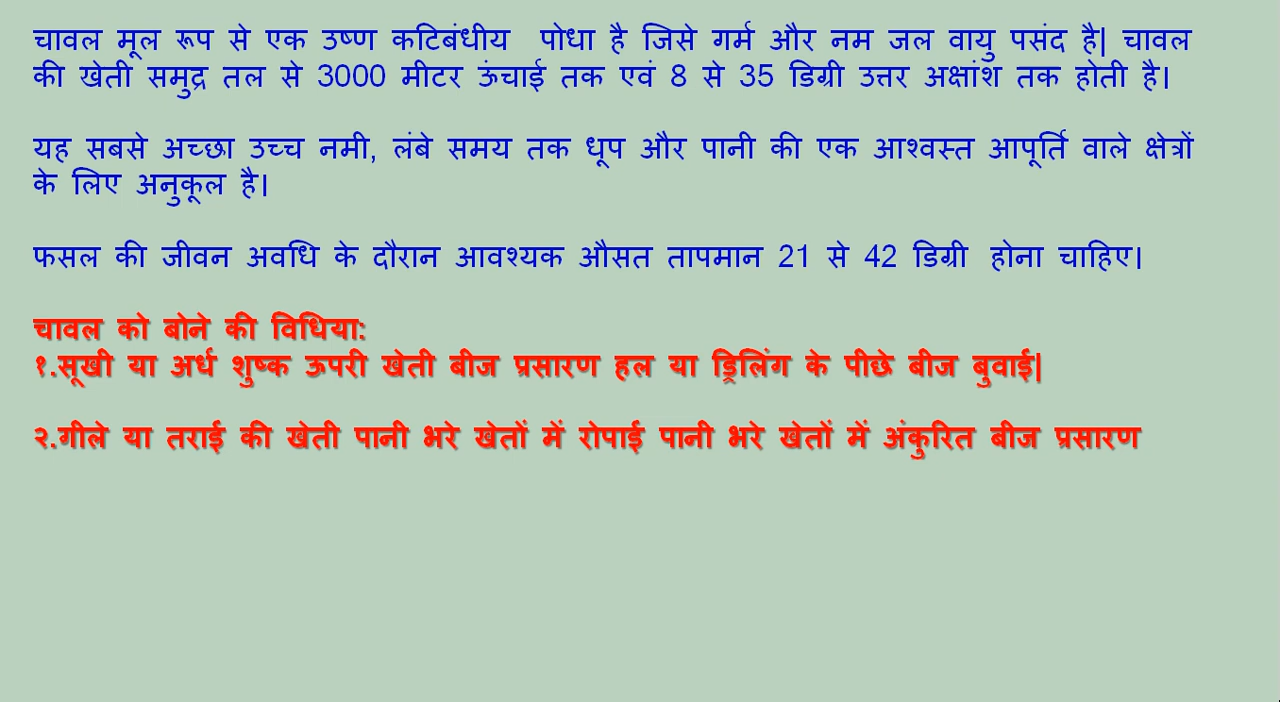 चावल मूल रूप से एक उष्ण कटिबंधीय पोधा है जिसे गर्म और नम जल वायु पसंद है| चावल
की खेती समुद्र तल से 3000 मीटर ऊंचाई तक एवं 8 से 35 डिग्री उत्तर अक्षांश तक होती है।
यह सबसे अच्छा उच्च नमी, लंबे समय तक धूप और पानी की एक आश्वस्त आपूर्ति वाले क्षेत्रों
के लिए अनुकूल है।
फसल की जीवन अवधि के दौरान आवश्यक औसत तापमान 21 से 42 डिग्री होना चाहिए।
चावल को बोने की विधिया:
१.सूखी या अर्ध शुष्क ऊपरी खेती बीज प्रसारण हल या ड्रिलिंग के पीछे बीज बुवाई|
२.गीले या तराई की खेती पानी भरे खेतों में रोपाई पानी भरे खेतों में अंकुरित बीज प्रसारण